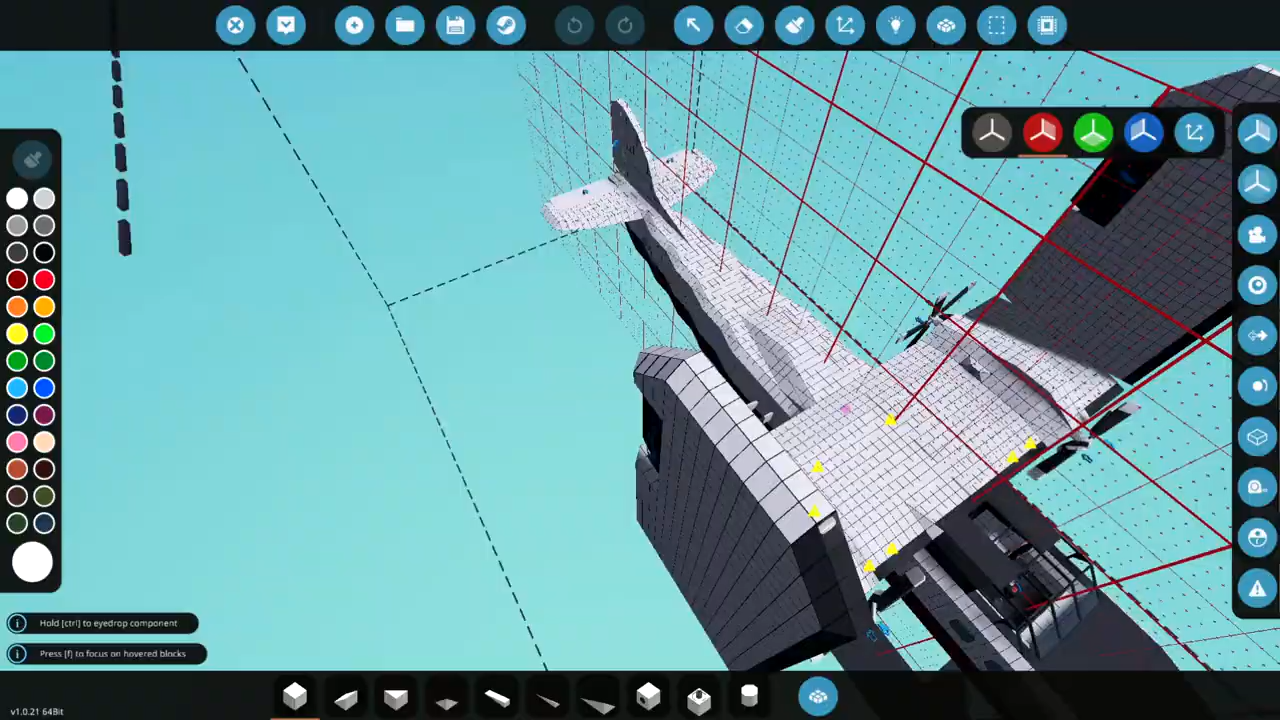 Hold [ctrl] to eyedrop component
Press [f] to focus on hovered blocks
v1.0.21 64Bit